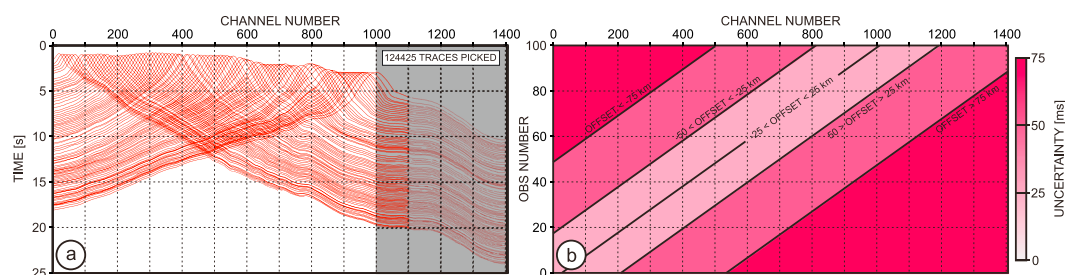 CHANNEL NUMBER
0 200 400 600 800 1000 1200 1400
124425 TRACES PICKED
0
5
10
15
20
25
TIME [s]
a
CHANNEL NUMBER
0 200 400 600 800 1000 1200 1400
100
80
60
40
20
0
OBS NUMBER
OFFSET < -75 km
-50 < OFFSET < -25 km
-25 < OFFSET < 25 km
50 > OFFSET > 25 km
OFFSET > 75 km
b
75
50
25
0
UNCERTAINTY [ms]